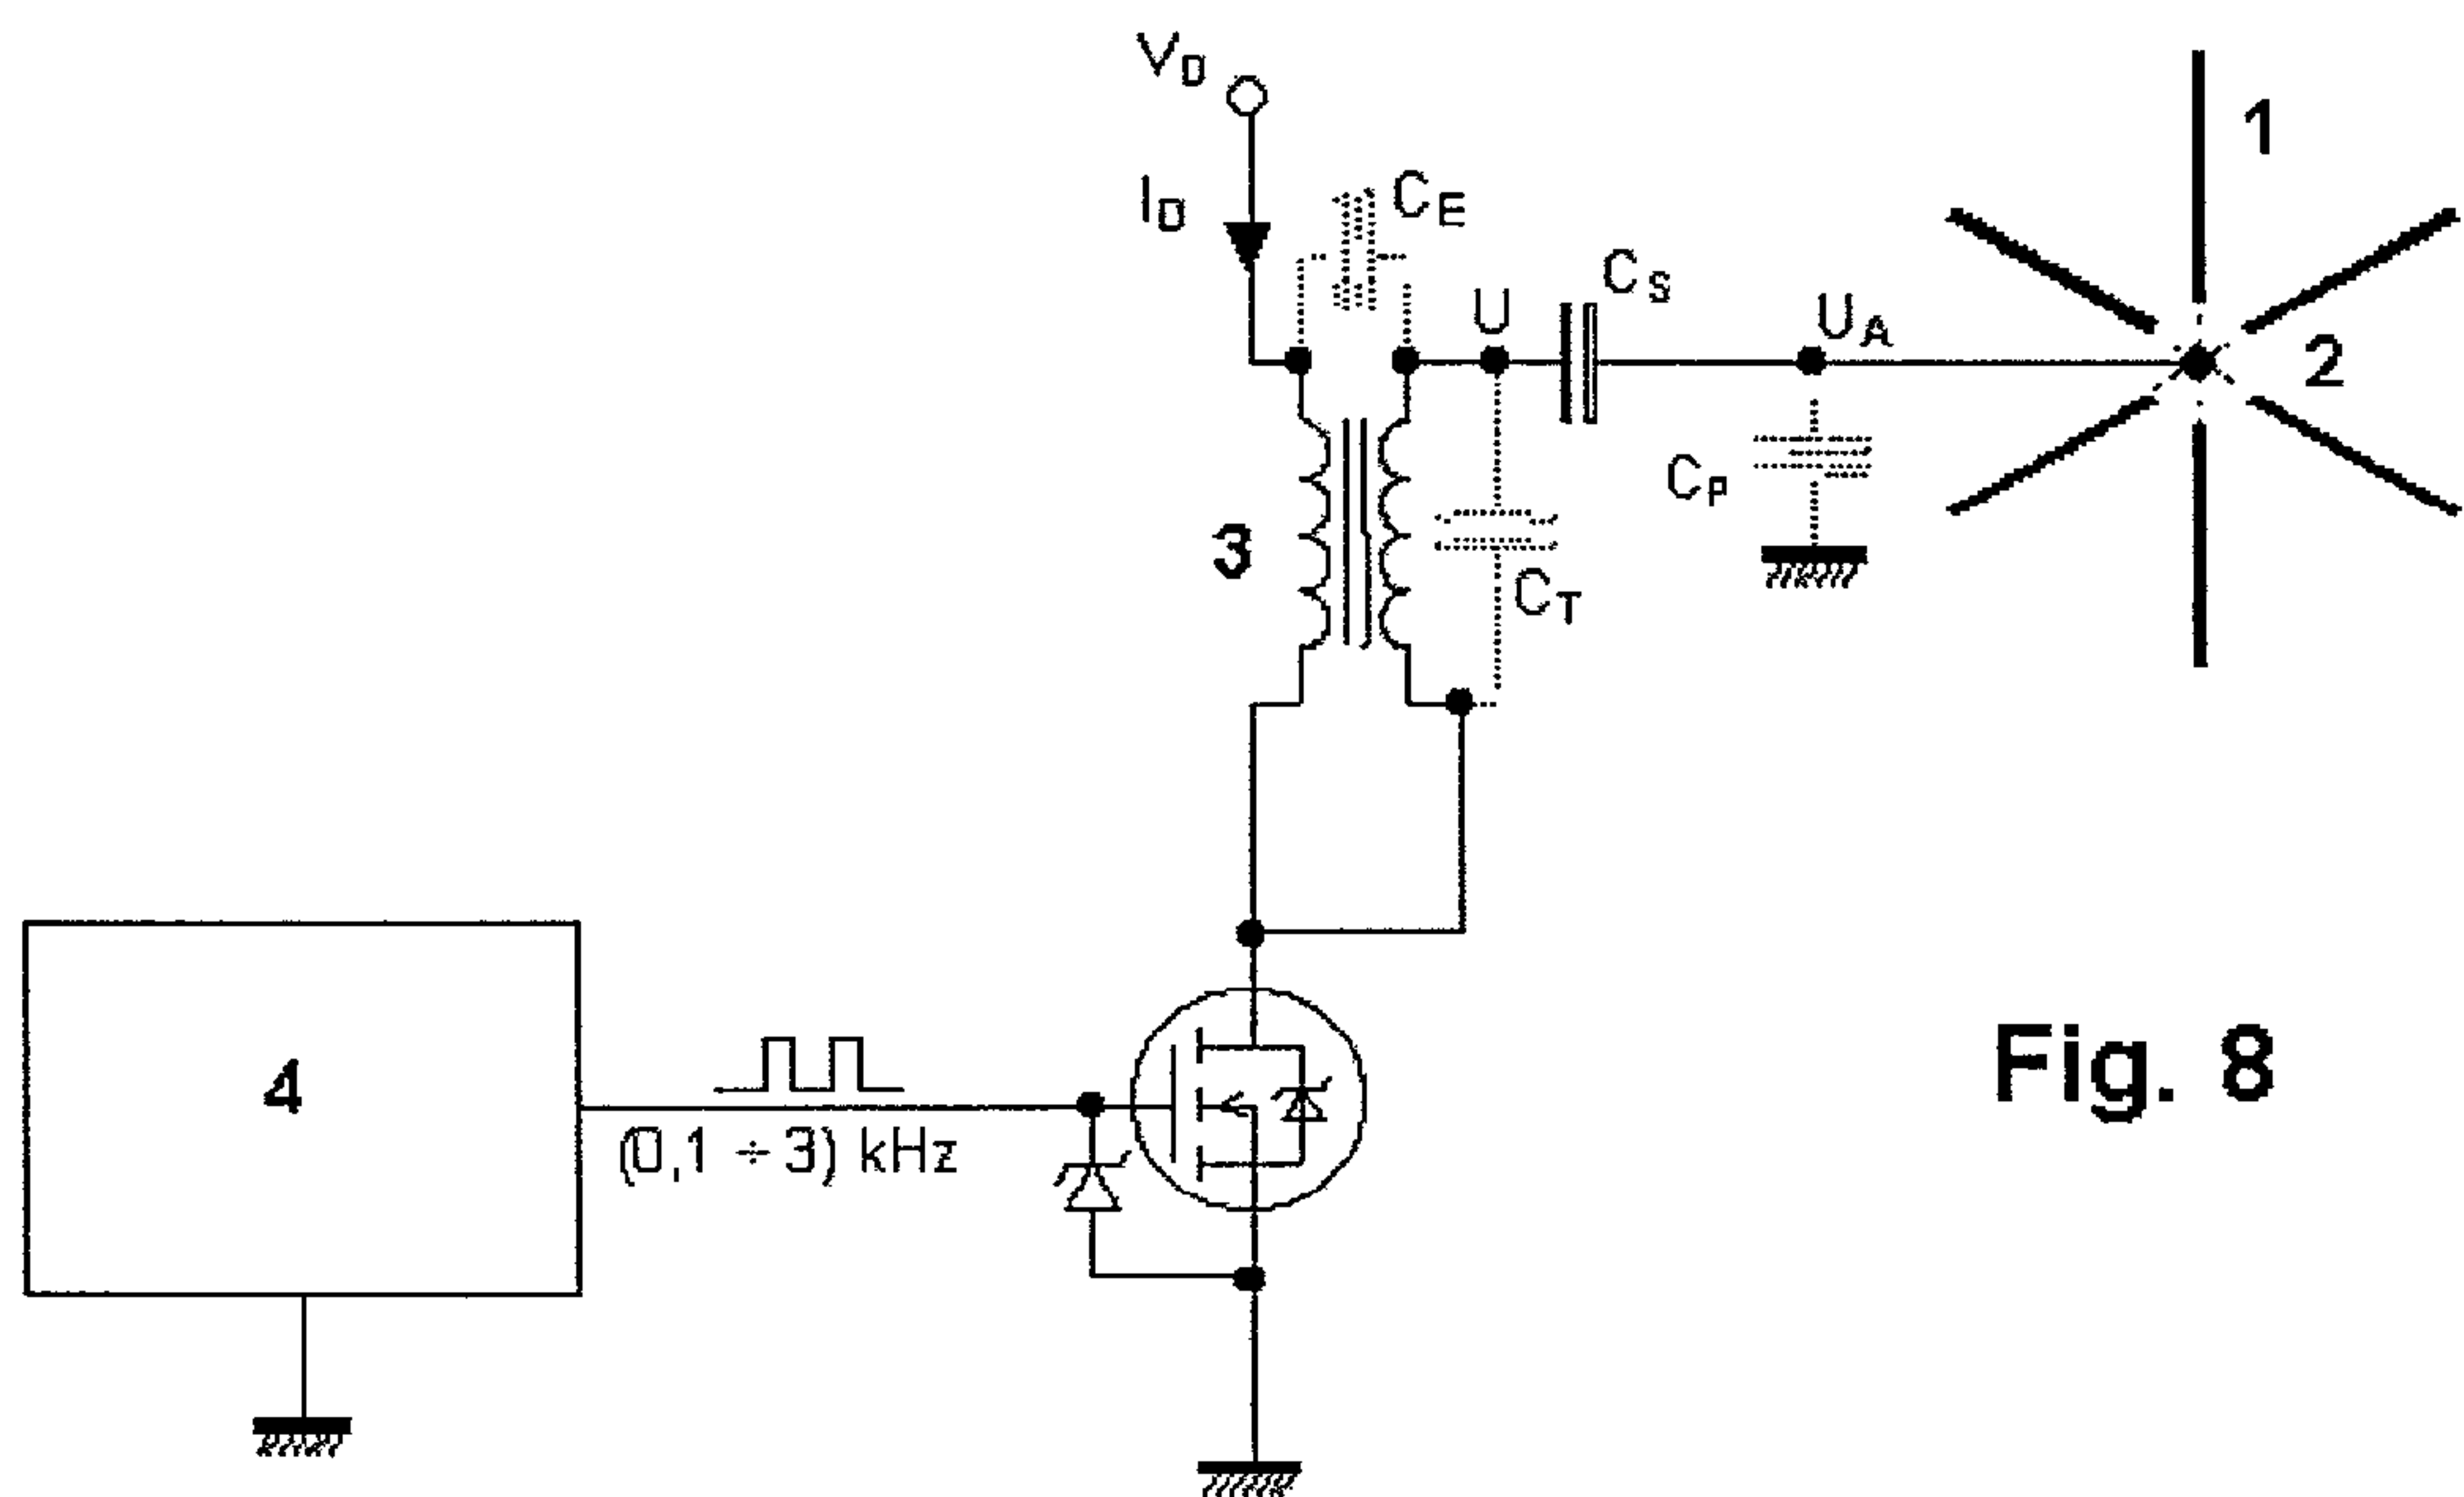 V_D
1
I_D
C_E
C_S
U
U_A
2
C_P
3
C_T
4
(0,1 ÷ 3) kHz
Fig. 8